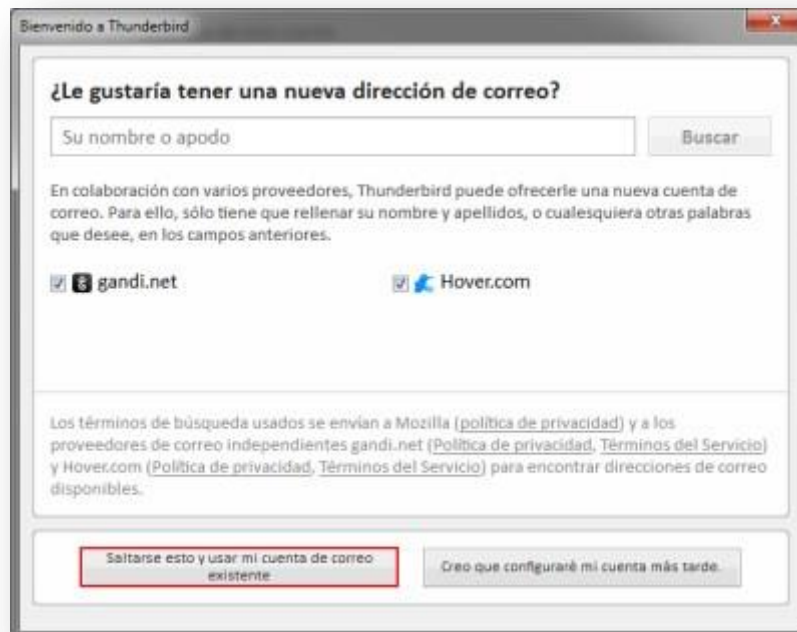 Bienvenido a Thunderbird
¿Le gustaría tener una nueva dirección de correo?
Su nombre o apodo
Buscar
En colaboración con varios proveedores, Thunderbird puede ofrecerle una nueva cuenta de
correo. Para ello, sólo tiene que rellenar su nombre y apellidos, o cualesquiera otras palabras
que desee, en los campos anteriores.
gandi.net
Hover.com
Los términos de búsqueda usados se envían a Mozilla (política de privacidad) y a los
proveedores de correo independientes gandi.net (Política de privacidad, Términos del Servicio)
y Hover.com (Política de privacidad, Términos del Servicio) para encontrar direcciones de correo
disponibles.
Saltarse esto y usar mi cuenta de correo
existente
Creo que configuraré mi cuenta más tarde.